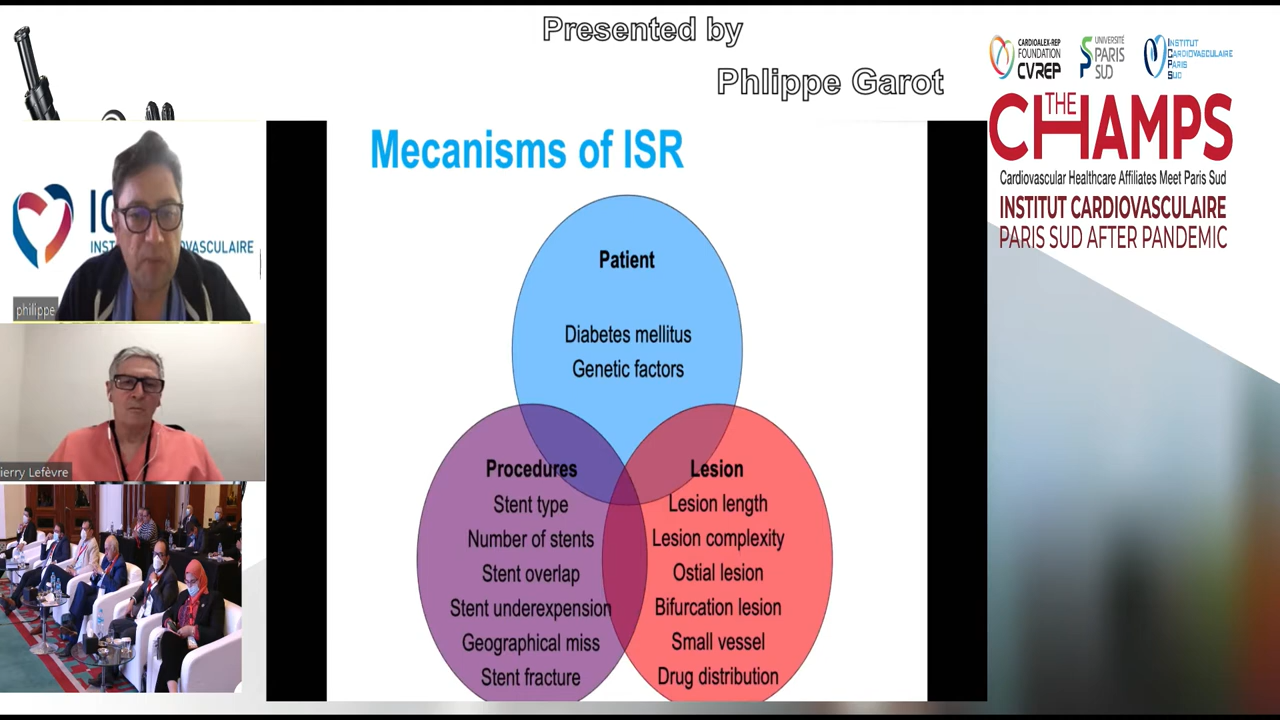 Presented by
Phlippe Garot
CARDIOALEX-REP
FOUNDATION
CVREP
UNIVERSITÉ
PARIS
SUD
INSTITUT
CARDIOVASCULAIRE
PARIS
SUD
THE
CHAMPS
Cardiovascular Healthcare Affiliates Meet Paris Sud
INSTITUT CARDIOVASCULAIRE
PARIS SUD AFTER PANDEMIC
VASCULAIRE
philippe
ierry Lefèvre
Mecanisms of ISR
Patient
Diabetes mellitus
Genetic factors
Procedures
Stent type
Number of stents
Stent overlap
Stent underexpension
Geographical miss
Stent fracture
Lesion
Lesion length
Lesion complexity
Ostial lesion
Bifurcation lesion
Small vessel
Drug distribution